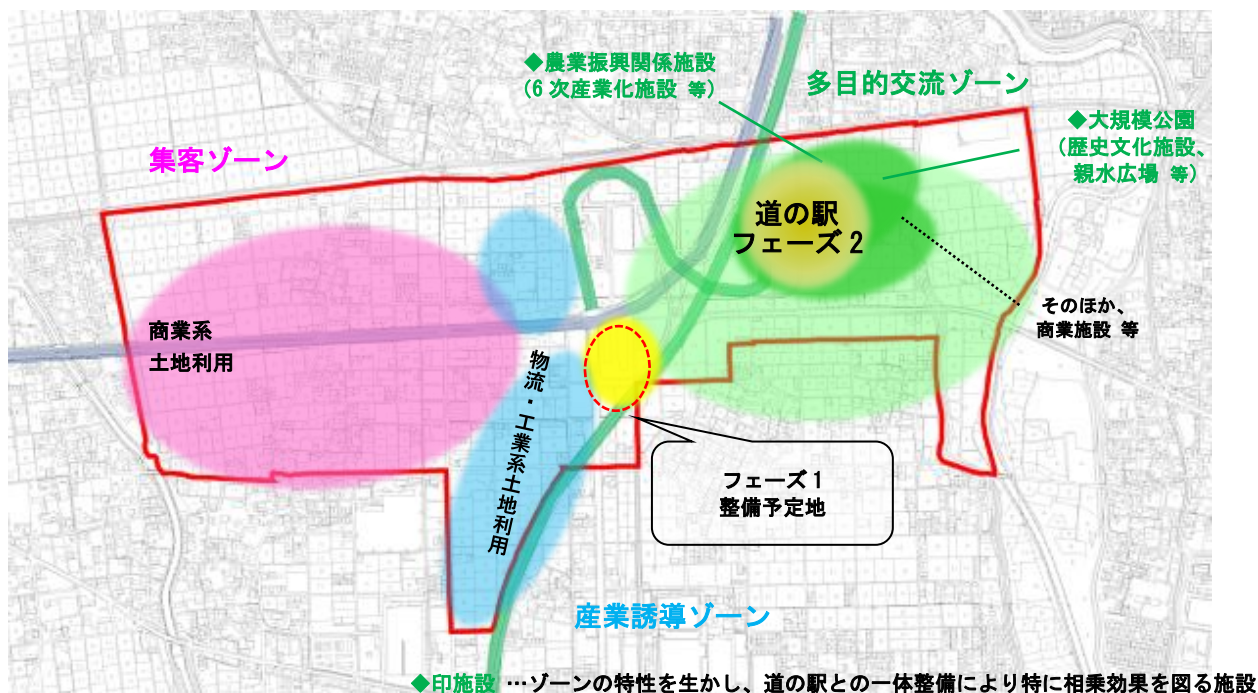 ◆農業振興関係施設
(6次産業化施設 等)
多目的交流ゾーン
◆大規模公園
(歴史文化施設、
親水広場 等)
集客ゾーン
道の駅
フェーズ2
そのほか、
商業施設 等
商業系
土地利用
物流・工業系土地利用
フェーズ1
整備予定地
産業誘導ゾーン
◆印施設 …ゾーンの特性を生かし、道の駅との一体整備により特に相乗効果を図る施設